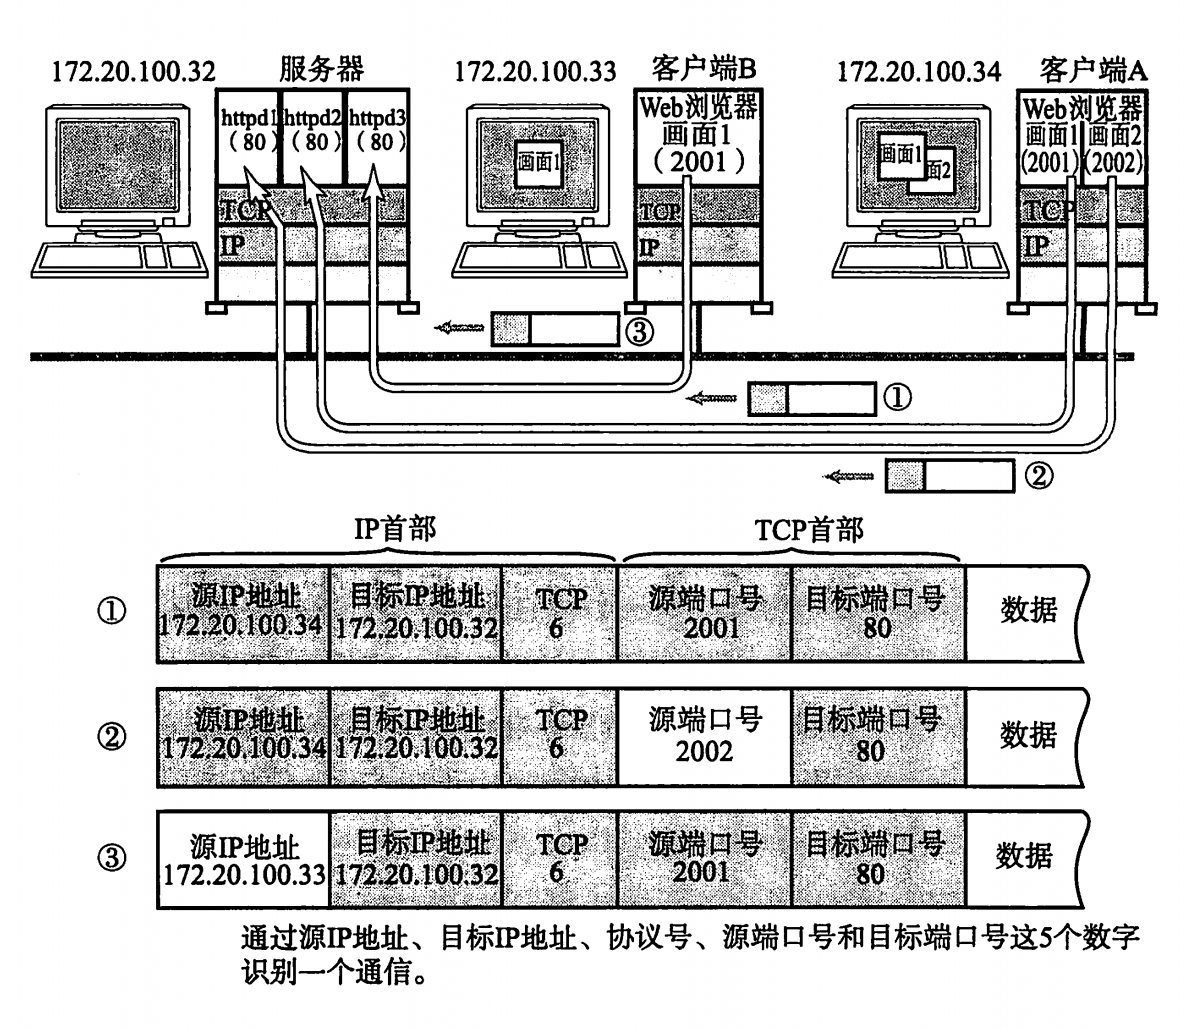 172.20.100.32
服务器
172.20.100.33
客户端B
172.20.100.34
客户端A
httpd1
(80)
httpd2
(80)
httpd3
(80)
TCP
IP
画面1
Web浏览器
画面1
(2001)
TCP
IP
画面1
面2
Web浏览器
画面1
(2001)
画面2
(2002)
TCP
IP
③
①
②
IP首部
TCP首部
①
源IP地址
172.20.100.34
目标IP地址
172.20.100.32
TCP
6
源端口号
2001
目标端口号
80
数据
②
源IP地址
172.20.100.34
目标IP地址
172.20.100.32
TCP
6
源端口号
2002
目标端口号
80
数据
③
源IP地址
172.20.100.33
目标IP地址
172.20.100.32
TCP
6
源端口号
2001
目标端口号
80
数据
通过源IP地址、目标IP地址、协议号、源端口号和目标端口号这5个数字
识别一个通信。